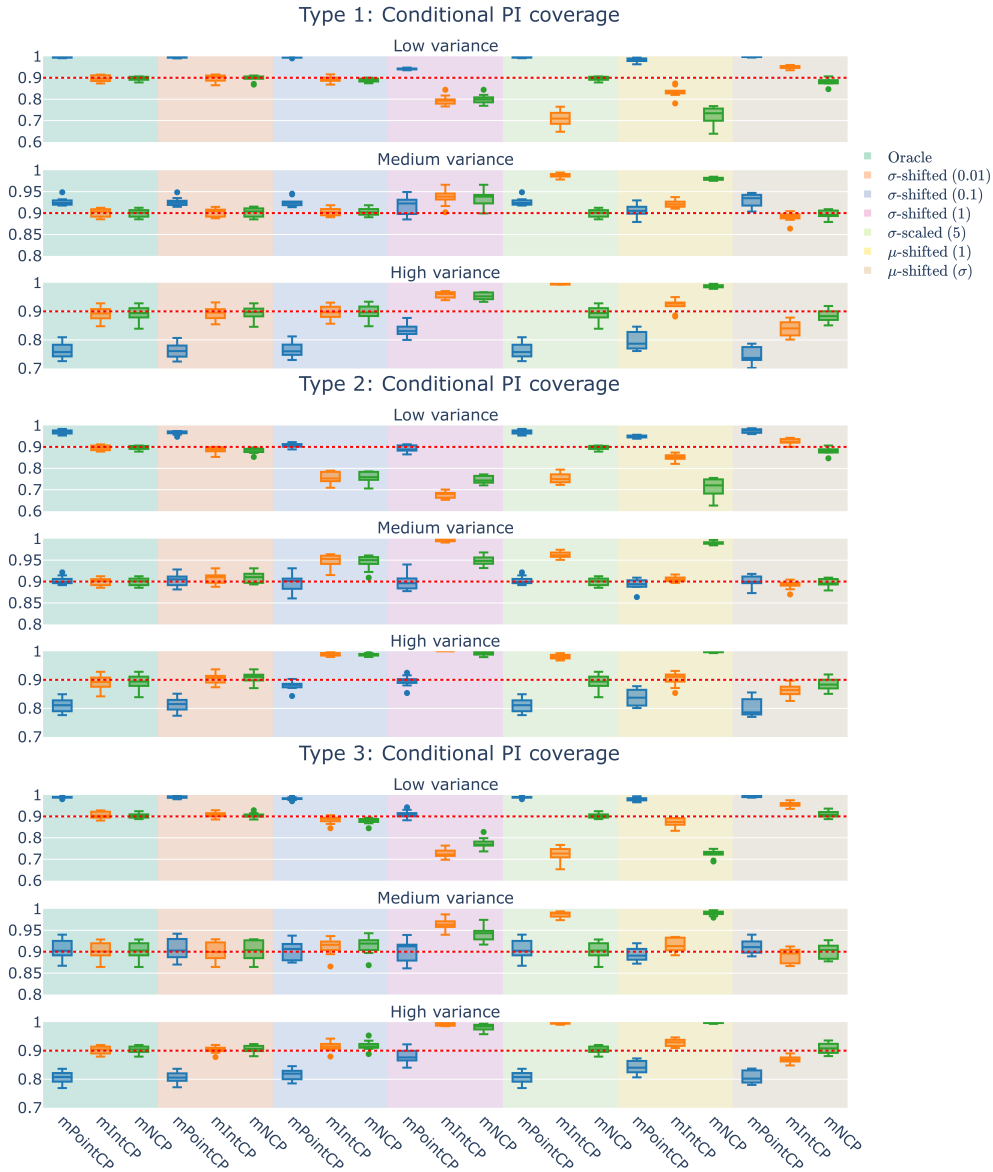 Type 1: Conditional PI coverage
Low variance
1
0.9
0.8
0.7
0.6
Medium variance
1
0.95
0.9
0.85
0.8
High variance
1
0.9
0.8
0.7
Oracle
σ-shifted (0.01)
σ-shifted (0.1)
σ-shifted (1)
σ-scaled (5)
μ-shifted (1)
μ-shifted (σ)
Type 2: Conditional PI coverage
Low variance
1
0.9
0.8
0.7
0.6
Medium variance
1
0.95
0.9
0.85
0.8
High variance
1
0.9
0.8
0.7
Type 3: Conditional PI coverage
Low variance
1
0.9
0.8
0.7
0.6
Medium variance
1
0.95
0.9
0.85
0.8
High variance
1
0.9
0.8
0.7
mPointCP
mIntCP
mNCP
mPointCP
mIntCP
mNCP
mPointCP
mIntCP
mNCP
mPointCP
mIntCP
mNCP
mPointCP
mIntCP
mNCP
mPointCP
mIntCP
mNCP
mPointCP
mIntCP
mNCP